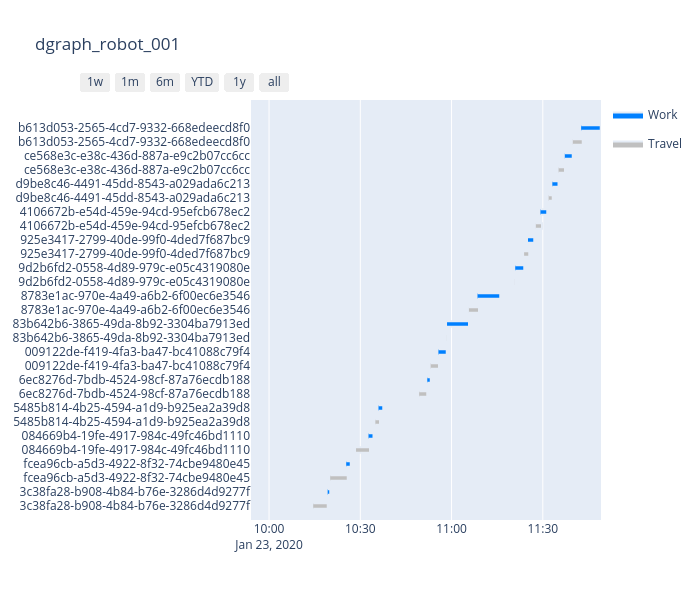 dgraph_robot_001
1w 1m 6m YTD 1y all
Work
Travel
b613d053-2565-4cd7-9332-668edeecd8f0
b613d053-2565-4cd7-9332-668edeecd8f0
ce568e3c-e38c-436d-887a-e9c2b07cc6cc
ce568e3c-e38c-436d-887a-e9c2b07cc6cc
d9be8c46-4491-45dd-8543-a029ada6c213
d9be8c46-4491-45dd-8543-a029ada6c213
4106672b-e54d-459e-94cd-95efcb678ec2
4106672b-e54d-459e-94cd-95efcb678ec2
925e3417-2799-40de-99f0-4ded7f687bc9
925e3417-2799-40de-99f0-4ded7f687bc9
9d2b6fd2-0558-4d89-979c-e05c4319080e
9d2b6fd2-0558-4d89-979c-e05c4319080e
8783e1ac-970e-4a49-a6b2-6f00ec6e3546
8783e1ac-970e-4a49-a6b2-6f00ec6e3546
83b642b6-3865-49da-8b92-3304ba7913ed
83b642b6-3865-49da-8b92-3304ba7913ed
009122de-f419-4fa3-ba47-bc41088c79f4
009122de-f419-4fa3-ba47-bc41088c79f4
6ec8276d-7bdb-4524-98cf-87a76ecdb188
6ec8276d-7bdb-4524-98cf-87a76ecdb188
5485b814-4b25-4594-a1d9-b925ea2a39d8
5485b814-4b25-4594-a1d9-b925ea2a39d8
084669b4-19fe-4917-984c-49fc46bd1110
084669b4-19fe-4917-984c-49fc46bd1110
fcea96cb-a5d3-4922-8f32-74cbe9480e45
fcea96cb-a5d3-4922-8f32-74cbe9480e45
3c38fa28-b908-4b84-b76e-3286d4d9277f
3c38fa28-b908-4b84-b76e-3286d4d9277f
10:00 10:30 11:00 11:30
Jan 23, 2020